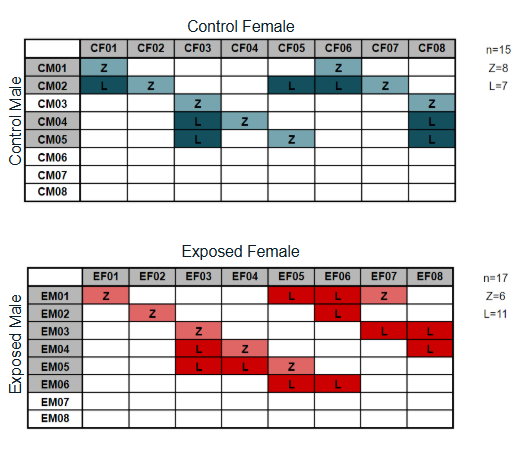 Control Female
CF01 CF02 CF03 CF04 CF05 CF06 CF07 CF08
n=15
CM01 Z Z
Z=8
CM02 L Z L L Z
L=7
CM03 Z Z
CM04 L Z L
CM05 L Z L
CM06
CM07
CM08
Control Male
Exposed Female
EF01 EF02 EF03 EF04 EF05 EF06 EF07 EF08
n=17
EM01 Z L L Z
Z=6
EM02 Z L
L=11
EM03 Z L L
EM04 L Z L
EM05 L L Z
EM06 L L
EM07
EM08
Exposed Male